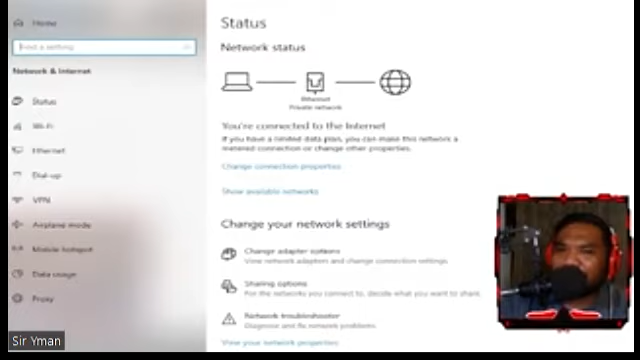 Home
Find a setting
Network & Internet
Status
Wi-Fi
Ethernet
Dial-up
VPN
Airplane mode
Mobile hotspot
Data usage
Proxy
Status
Network status
Ethernet
Private network
You're connected to the Internet
If you have a limited data plan, you can make this network a
metered connection or change other properties.
Change connection properties
Show available networks
Change your network settings
Change adapter options
View network adapters and change connection settings.
Sharing options
For the networks you connect to, decide what you want to share.
Network troubleshooter
Diagnose and fix network problems.
View your network properties
Sir Yman